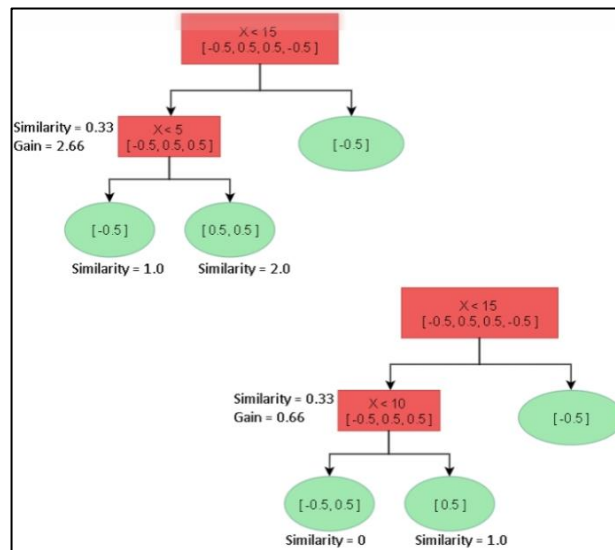 X < 15
[ -0.5, 0.5, 0.5, -0.5 ]
Similarity = 0.33
Gain = 2.66
X < 5
[ -0.5, 0.5, 0.5 ]
[ -0.5 ]
[ -0.5 ]
[ 0.5, 0.5 ]
Similarity = 1.0
Similarity = 2.0
X < 15
[ -0.5, 0.5, 0.5, -0.5 ]
Similarity = 0.33
Gain = 0.66
X < 10
[ -0.5, 0.5, 0.5 ]
[ -0.5 ]
[ -0.5, 0.5 ]
[ 0.5 ]
Similarity = 0
Similarity = 1.0